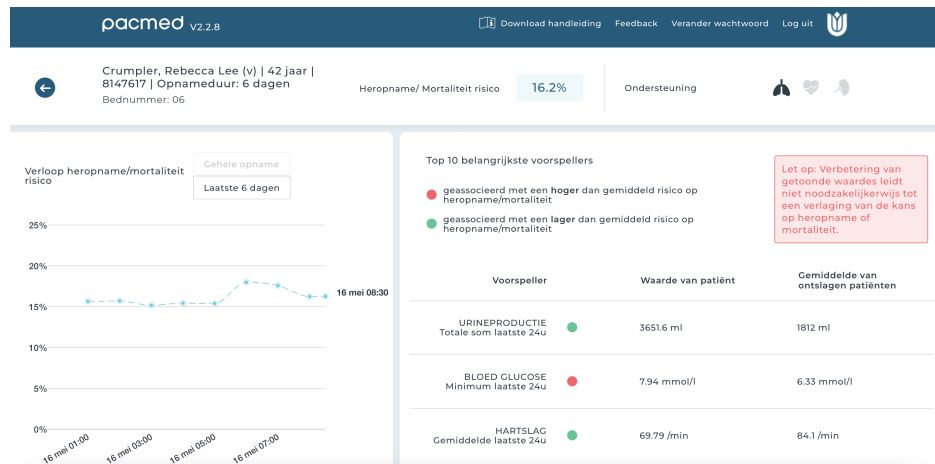 pacmed V2.2.8
Download handleiding Feedback Verander wachtwoord Log uit
Crumpler, Rebecca Lee (v) | 42 jaar |
8147617 | Opnameduur: 6 dagen
Bednummer: 06
Heropname/ Mortaliteit risico 16.2%
Ondersteuning
Verloop heropname/mortaliteit
risico
Gehele opname
Laatste 6 dagen
25%
20%
15%
10%
5%
0%
16 mei 08:30
16 mei 01:00
16 mei 03:00
16 mei 05:00
16 mei 07:00
Top 10 belangrijkste voorspellers
geassocieerd met een hoger dan gemiddeld risico op
heropname/mortaliteit
geassocieerd met een lager dan gemiddeld risico op
heropname/mortaliteit
Let op: Verbetering van
getoonde waardes leidt
niet noodzakelijkerwijs tot
een verlaging van de kans
op heropname of
mortaliteit.
Voorspeller
Waarde van patiënt
Gemiddelde van
ontslagen patiënten
URINEPRODUCTIE
Totale som laatste 24u
3651.6 ml
1812 ml
BLOED GLUCOSE
Minimum laatste 24u
7.94 mmol/l
6.33 mmol/l
HARTSLAG
Gemiddelde laatste 24u
69.79 /min
84.1 /min